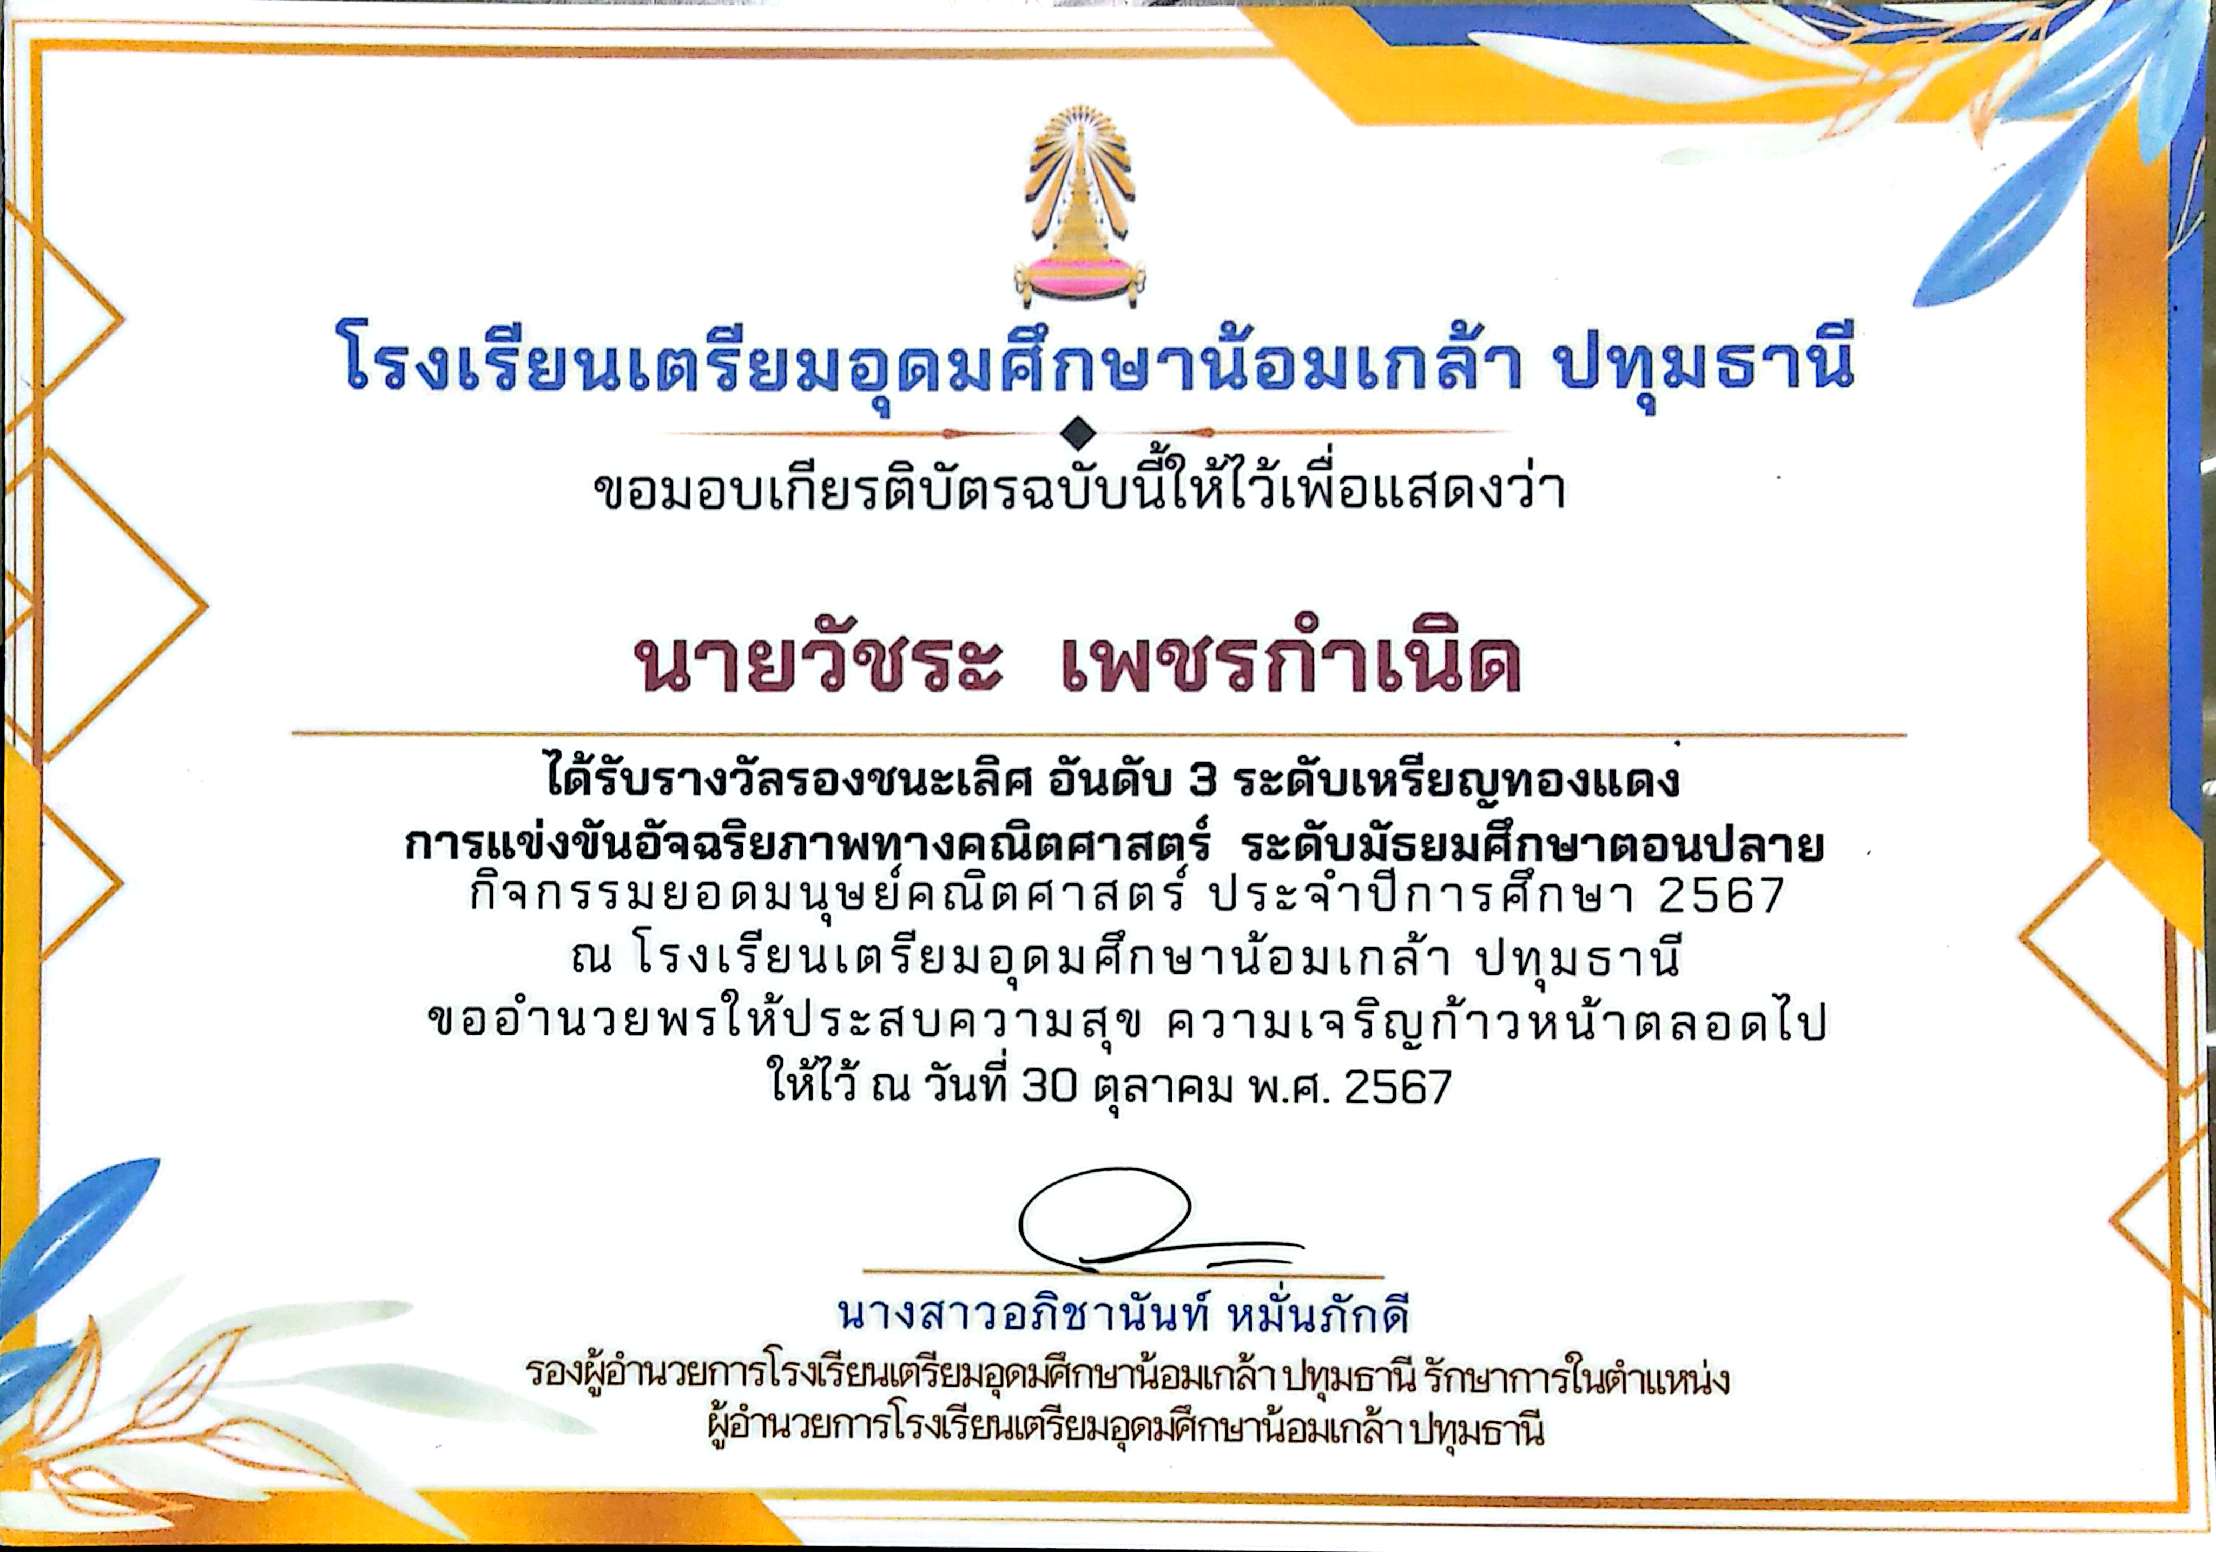 โรงเรียนเตรียมอุดมศึกษาน้อมเกล้า ปทุมธานี
ขอมอบเกียรติบัตรฉบับนี้ให้ไว้เพื่อแสดงว่า
นายวัชระ เพชรกำเนิด
ได้รับรางวัลรองชนะเลิศ อันดับ 3 ระดับเหรียญทองแดง
การแข่งขันอัจฉริยภาพทางคณิตศาสตร์ ระดับมัธยมศึกษาตอนปลาย
กิจกรรมยอดมนุษย์คณิตศาสตร์ ประจำปีการศึกษา 2567
ณ โรงเรียนเตรียมอุดมศึกษาน้อมเกล้า ปทุมธานี
ขออำนวยพรให้ประสบความสุข ความเจริญก้าวหน้าตลอดไป
ให้ไว้ ณ วันที่ 30 ตุลาคม พ.ศ. 2567
นางสาวอภิชานันท์ หมั่นภักดี
รองผู้อำนวยการโรงเรียนเตรียมอุดมศึกษาน้อมเกล้า ปทุมธานี รักษาการในตำแหน่ง
ผู้อำนวยการโรงเรียนเตรียมอุดมศึกษาน้อมเกล้า ปทุมธานี